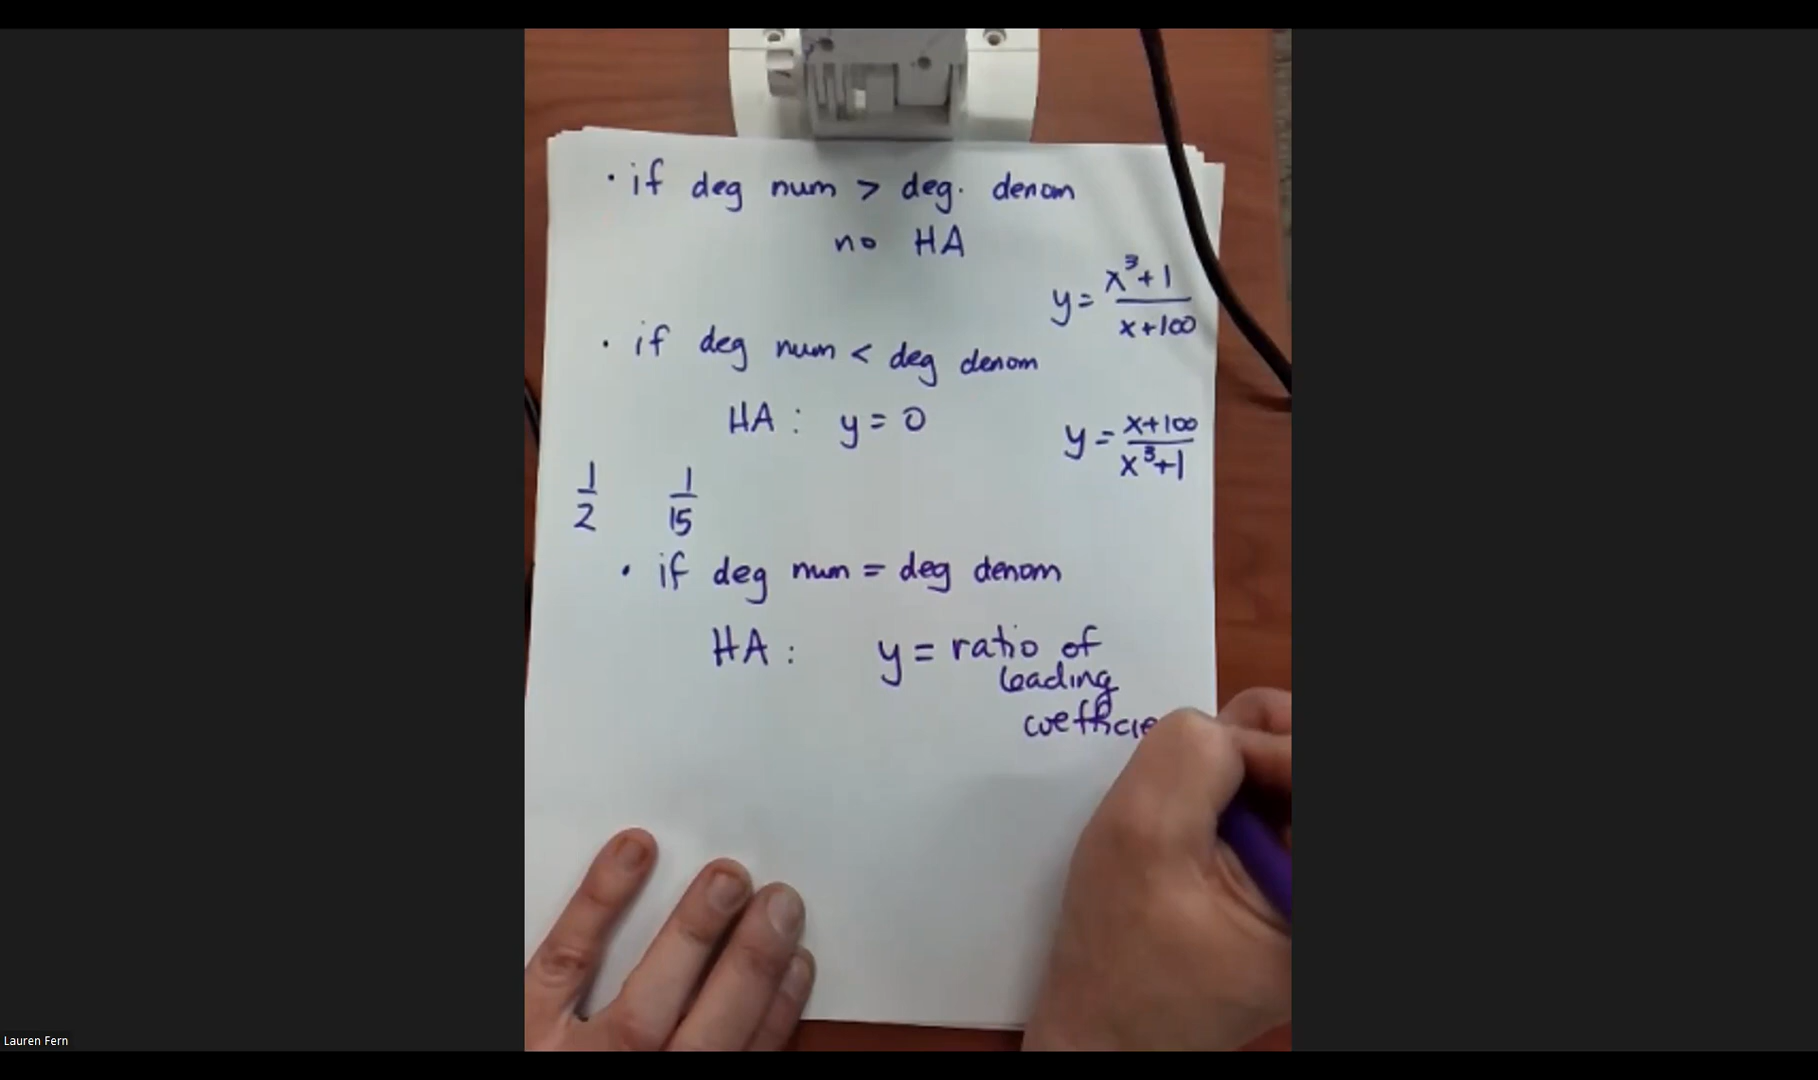 · if deg num > deg. denom
no HA
y = x³+1 / x+100
· if deg num < deg denom
HA : y = 0
y = x+100 / x³+1
1/2 1/15
· if deg num = deg denom
HA : y = ratio of
leading
coefficie
Lauren Fern